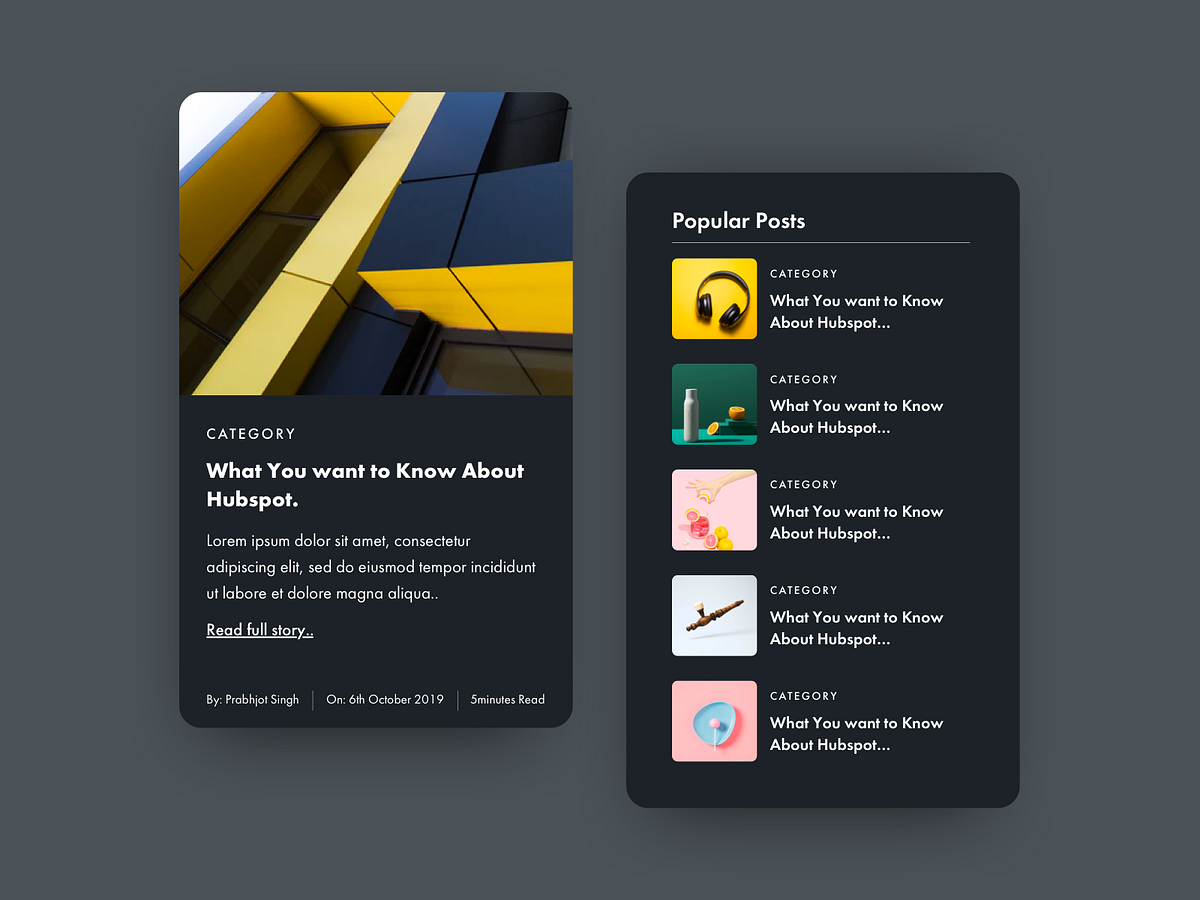 CATEGORY
What You want to Know About
Hubspot.
Lorem ipsum dolor sit amet, consectetur
adipiscing elit, sed do eiusmod tempor incididunt
ut labore et dolore magna aliqua..
Read full story..
By: Prabhjot Singh
On: 6th October 2019
5minutes Read
Popular Posts
CATEGORY
What You want to Know
About Hubspot...
CATEGORY
What You want to Know
About Hubspot...
CATEGORY
What You want to Know
About Hubspot...
CATEGORY
What You want to Know
About Hubspot...
CATEGORY
What You want to Know
About Hubspot...